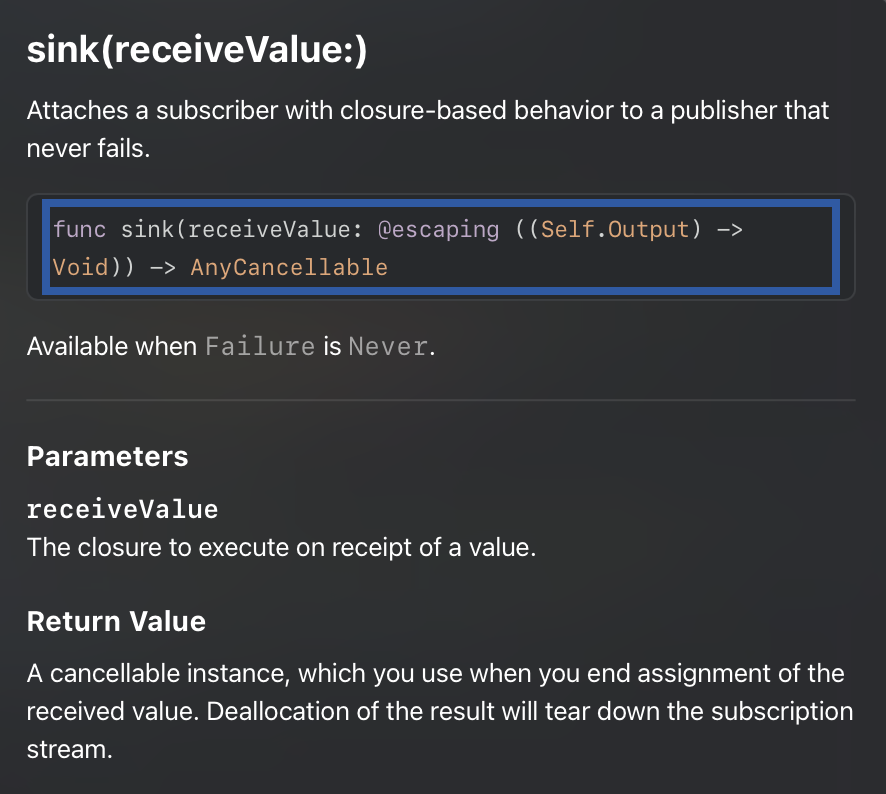 sink(receiveValue:)
Attaches a subscriber with closure-based behavior to a publisher that
never fails.
func sink(receiveValue: @escaping ((Self.Output) ->
Void)) -> AnyCancellable
Available when Failure is Never.
Parameters
receiveValue
The closure to execute on receipt of a value.
Return Value
A cancellable instance, which you use when you end assignment of the
received value. Deallocation of the result will tear down the subscription
stream.